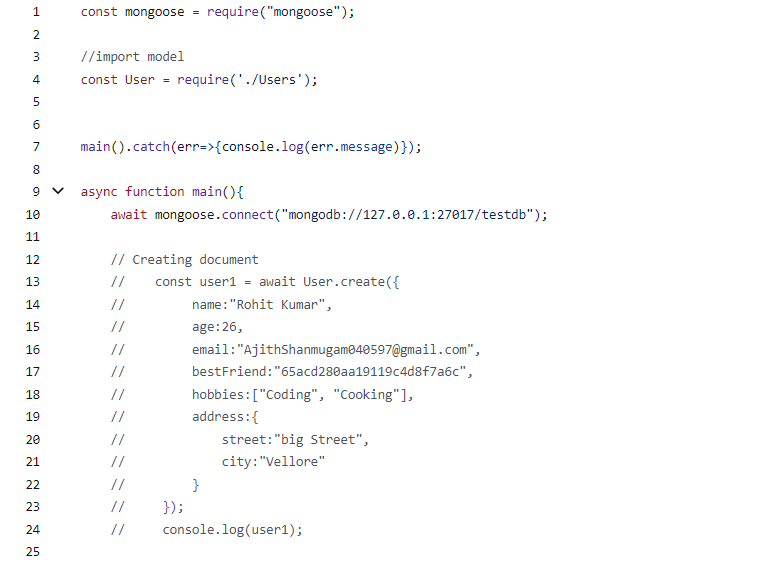 1 const mongoose = require("mongoose");
2
3 //import model
4 const User = require('./Users');
5
6
7 main().catch(err=>{console.log(err.message)});
8
9 async function main(){
10     await mongoose.connect("mongodb://127.0.0.1:27017/testdb");
11
12     // Creating document
13     //    const user1 = await User.create({
14     //         name:"Rohit Kumar",
15     //         age:26,
16     //         email:"AjithShanmugam040597@gmail.com",
17     //         bestFriend:"65acd280aa19119c4d8f7a6c",
18     //         hobbies:["Coding", "Cooking"],
19     //         address:{
20     //             street:"big Street",
21     //             city:"Vellore"
22     //         }
23     //     });
24     //     console.log(user1);
25